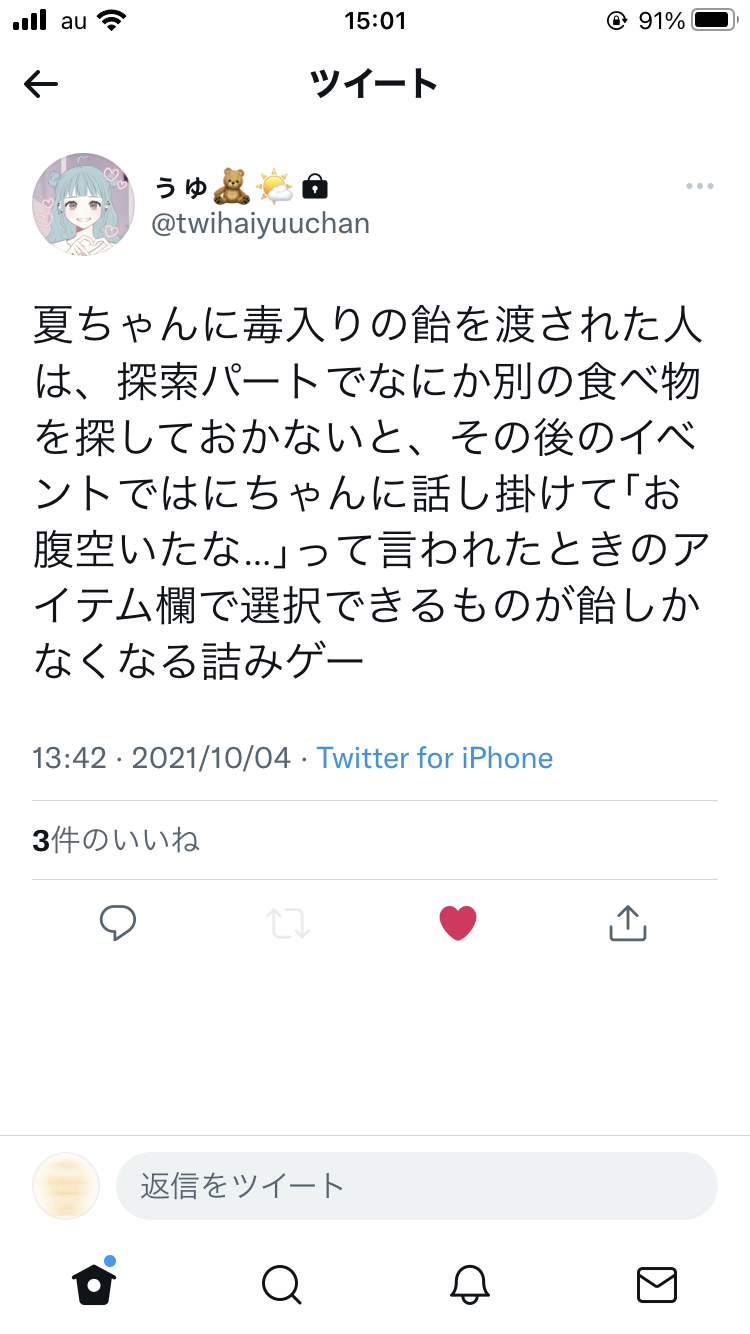 au 15:01 91%
ツイート
うゆ🧸🌤🔒
@twihaiyuuchan
夏ちゃんに毒入りの飴を渡された人
は、探索パートでなにか別の食べ物
を探しておかないと、その後のイベ
ントではにちゃんに話し掛けて「お
腹空いたな…」って言われたときのア
イテム欄で選択できるものが飴しか
なくなる詰みゲー
13:42 · 2021/10/04 · Twitter for iPhone
3件のいいね
返信をツイート